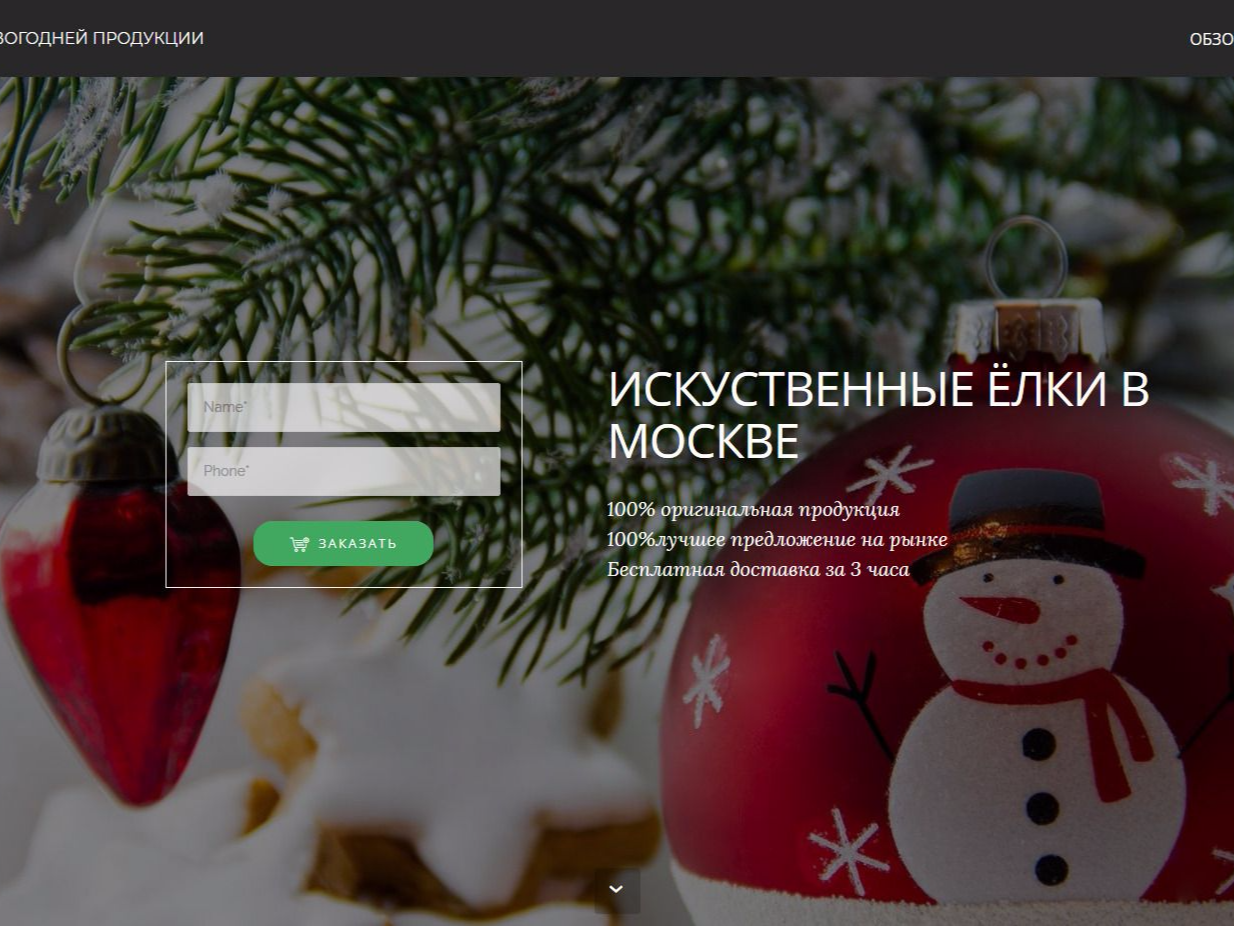 ВОГОДНЕЙ ПРОДУКЦИИ
ОБЗО
Name*
Phone*
ЗАКАЗАТЬ
ИСКУСТВЕННЫЕ ЁЛКИ В
МОСКВЕ
100% оригинальная продукция
100%лучшее предложение на рынке
Бесплатная доставка за 3 часа